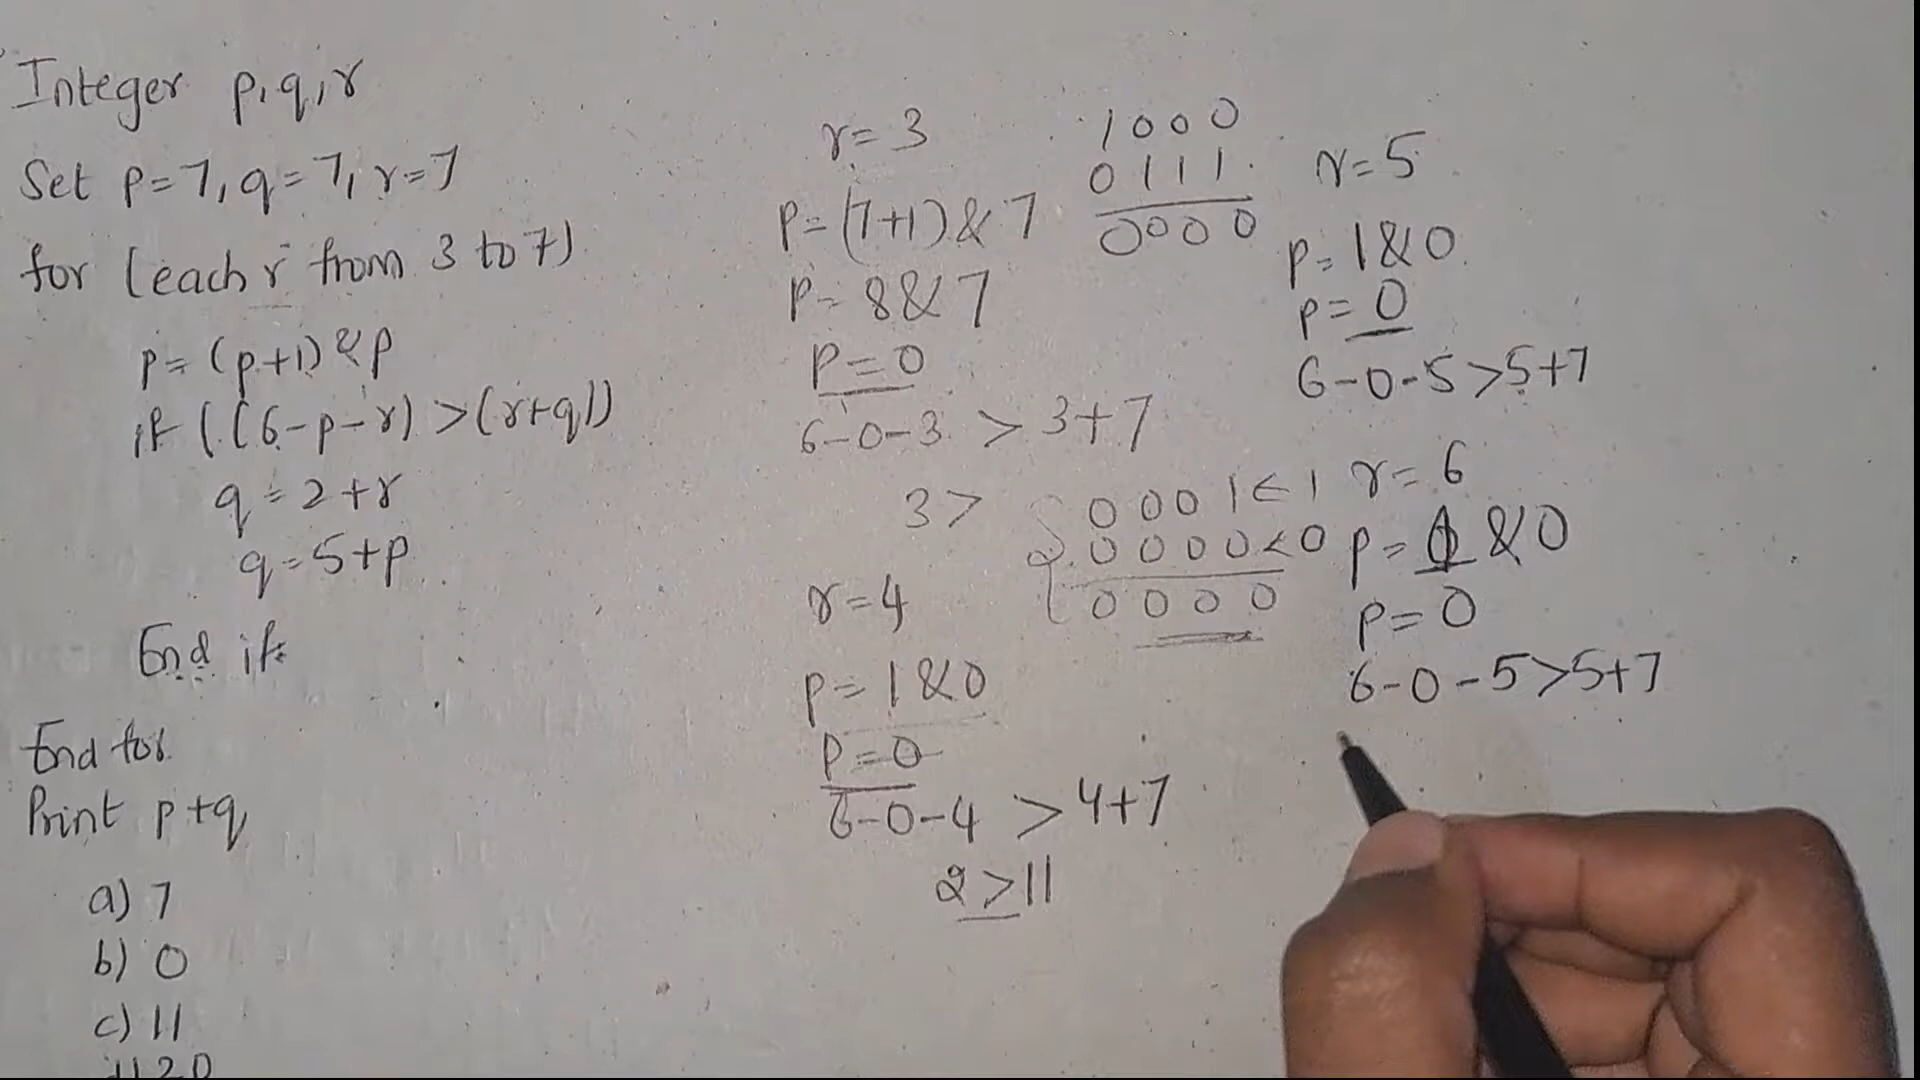 Integer p,q,r
Set p=7, q=7, r=7
for (each r from 3 to 7)
p=(p+1)&p
if ((6-p-r)>(r+q))
q=2+r
q=5+p
End if
End for
Print p+q
a) 7
b) 0
c) 11
r=3
p=(7+1)&7
p=8&7
p=0
6-0-3 > 3+7
3>
r=4
p=1&0
p=0
6-0-4 > 4+7
2>11
1000
0111
0000
0001<1
0000<0
0000
r=5
p=1&0
p=0
6-0-5>5+7
r=6
p= &0
p=0
6-0-5>5+7